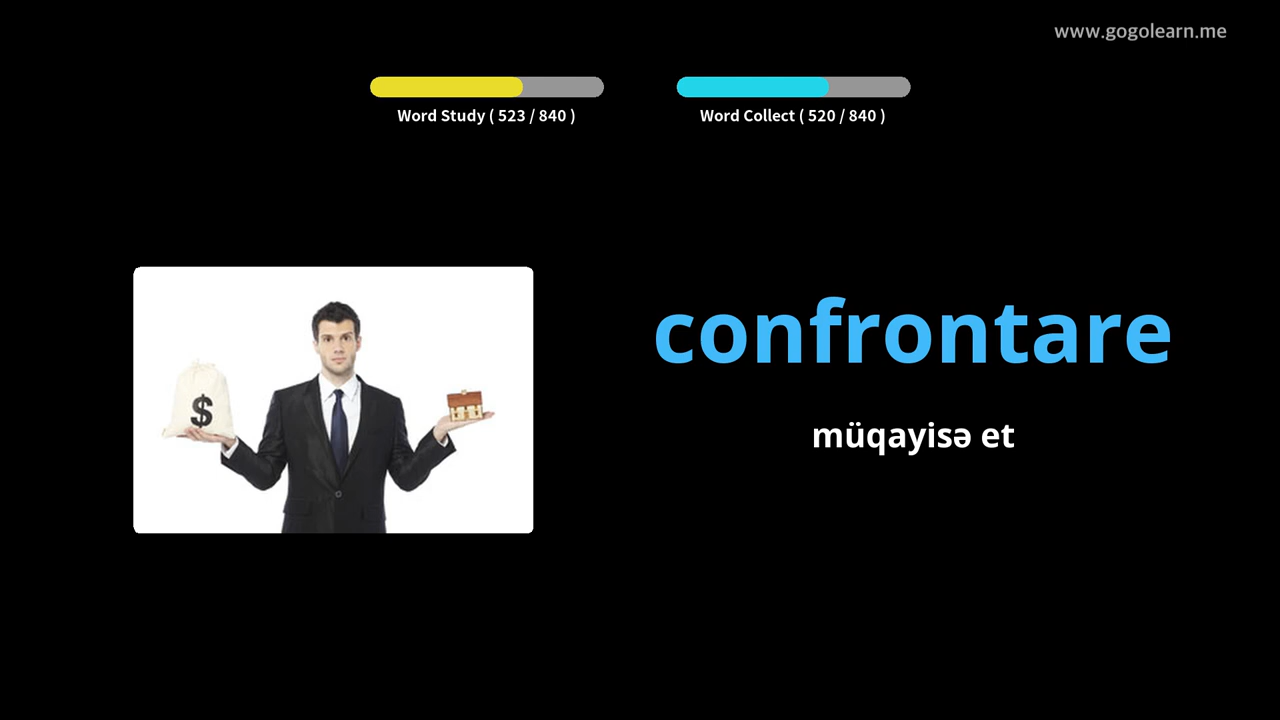 www.gogolearn.me
Word Study ( 523 / 840 )
Word Collect ( 520 / 840 )
$
confrontare
müqayisə et